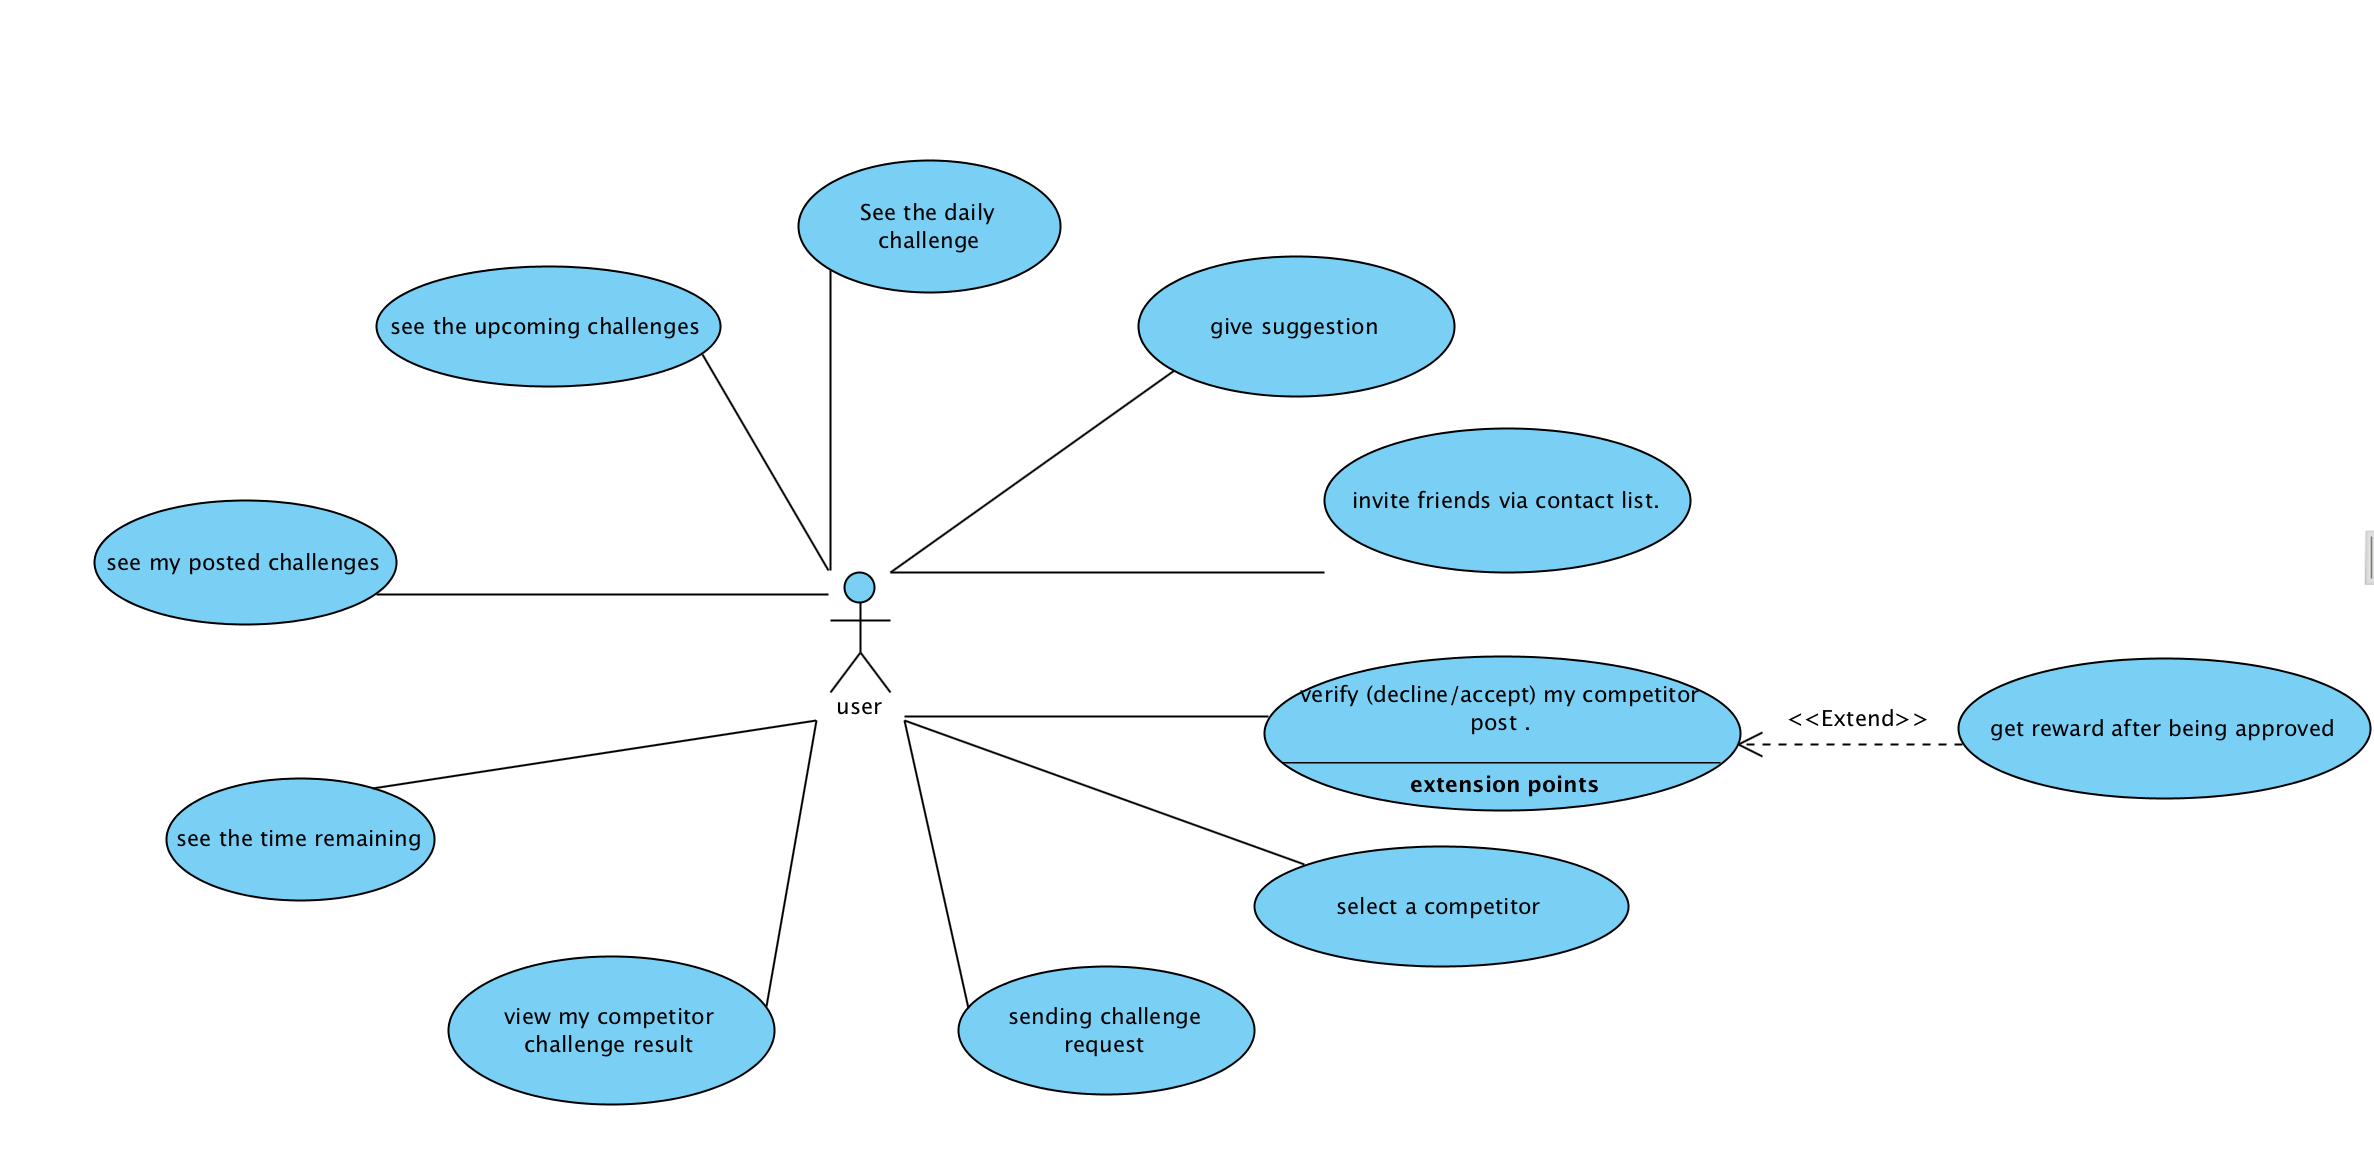 See the daily
challenge
see the upcoming challenges
give suggestion
invite friends via contact list.
see my posted challenges
user
verify (decline/accept) my competitor
post .
extension points
<<Extend>>
get reward after being approved
see the time remaining
select a competitor
view my competitor
challenge result
sending challenge
request